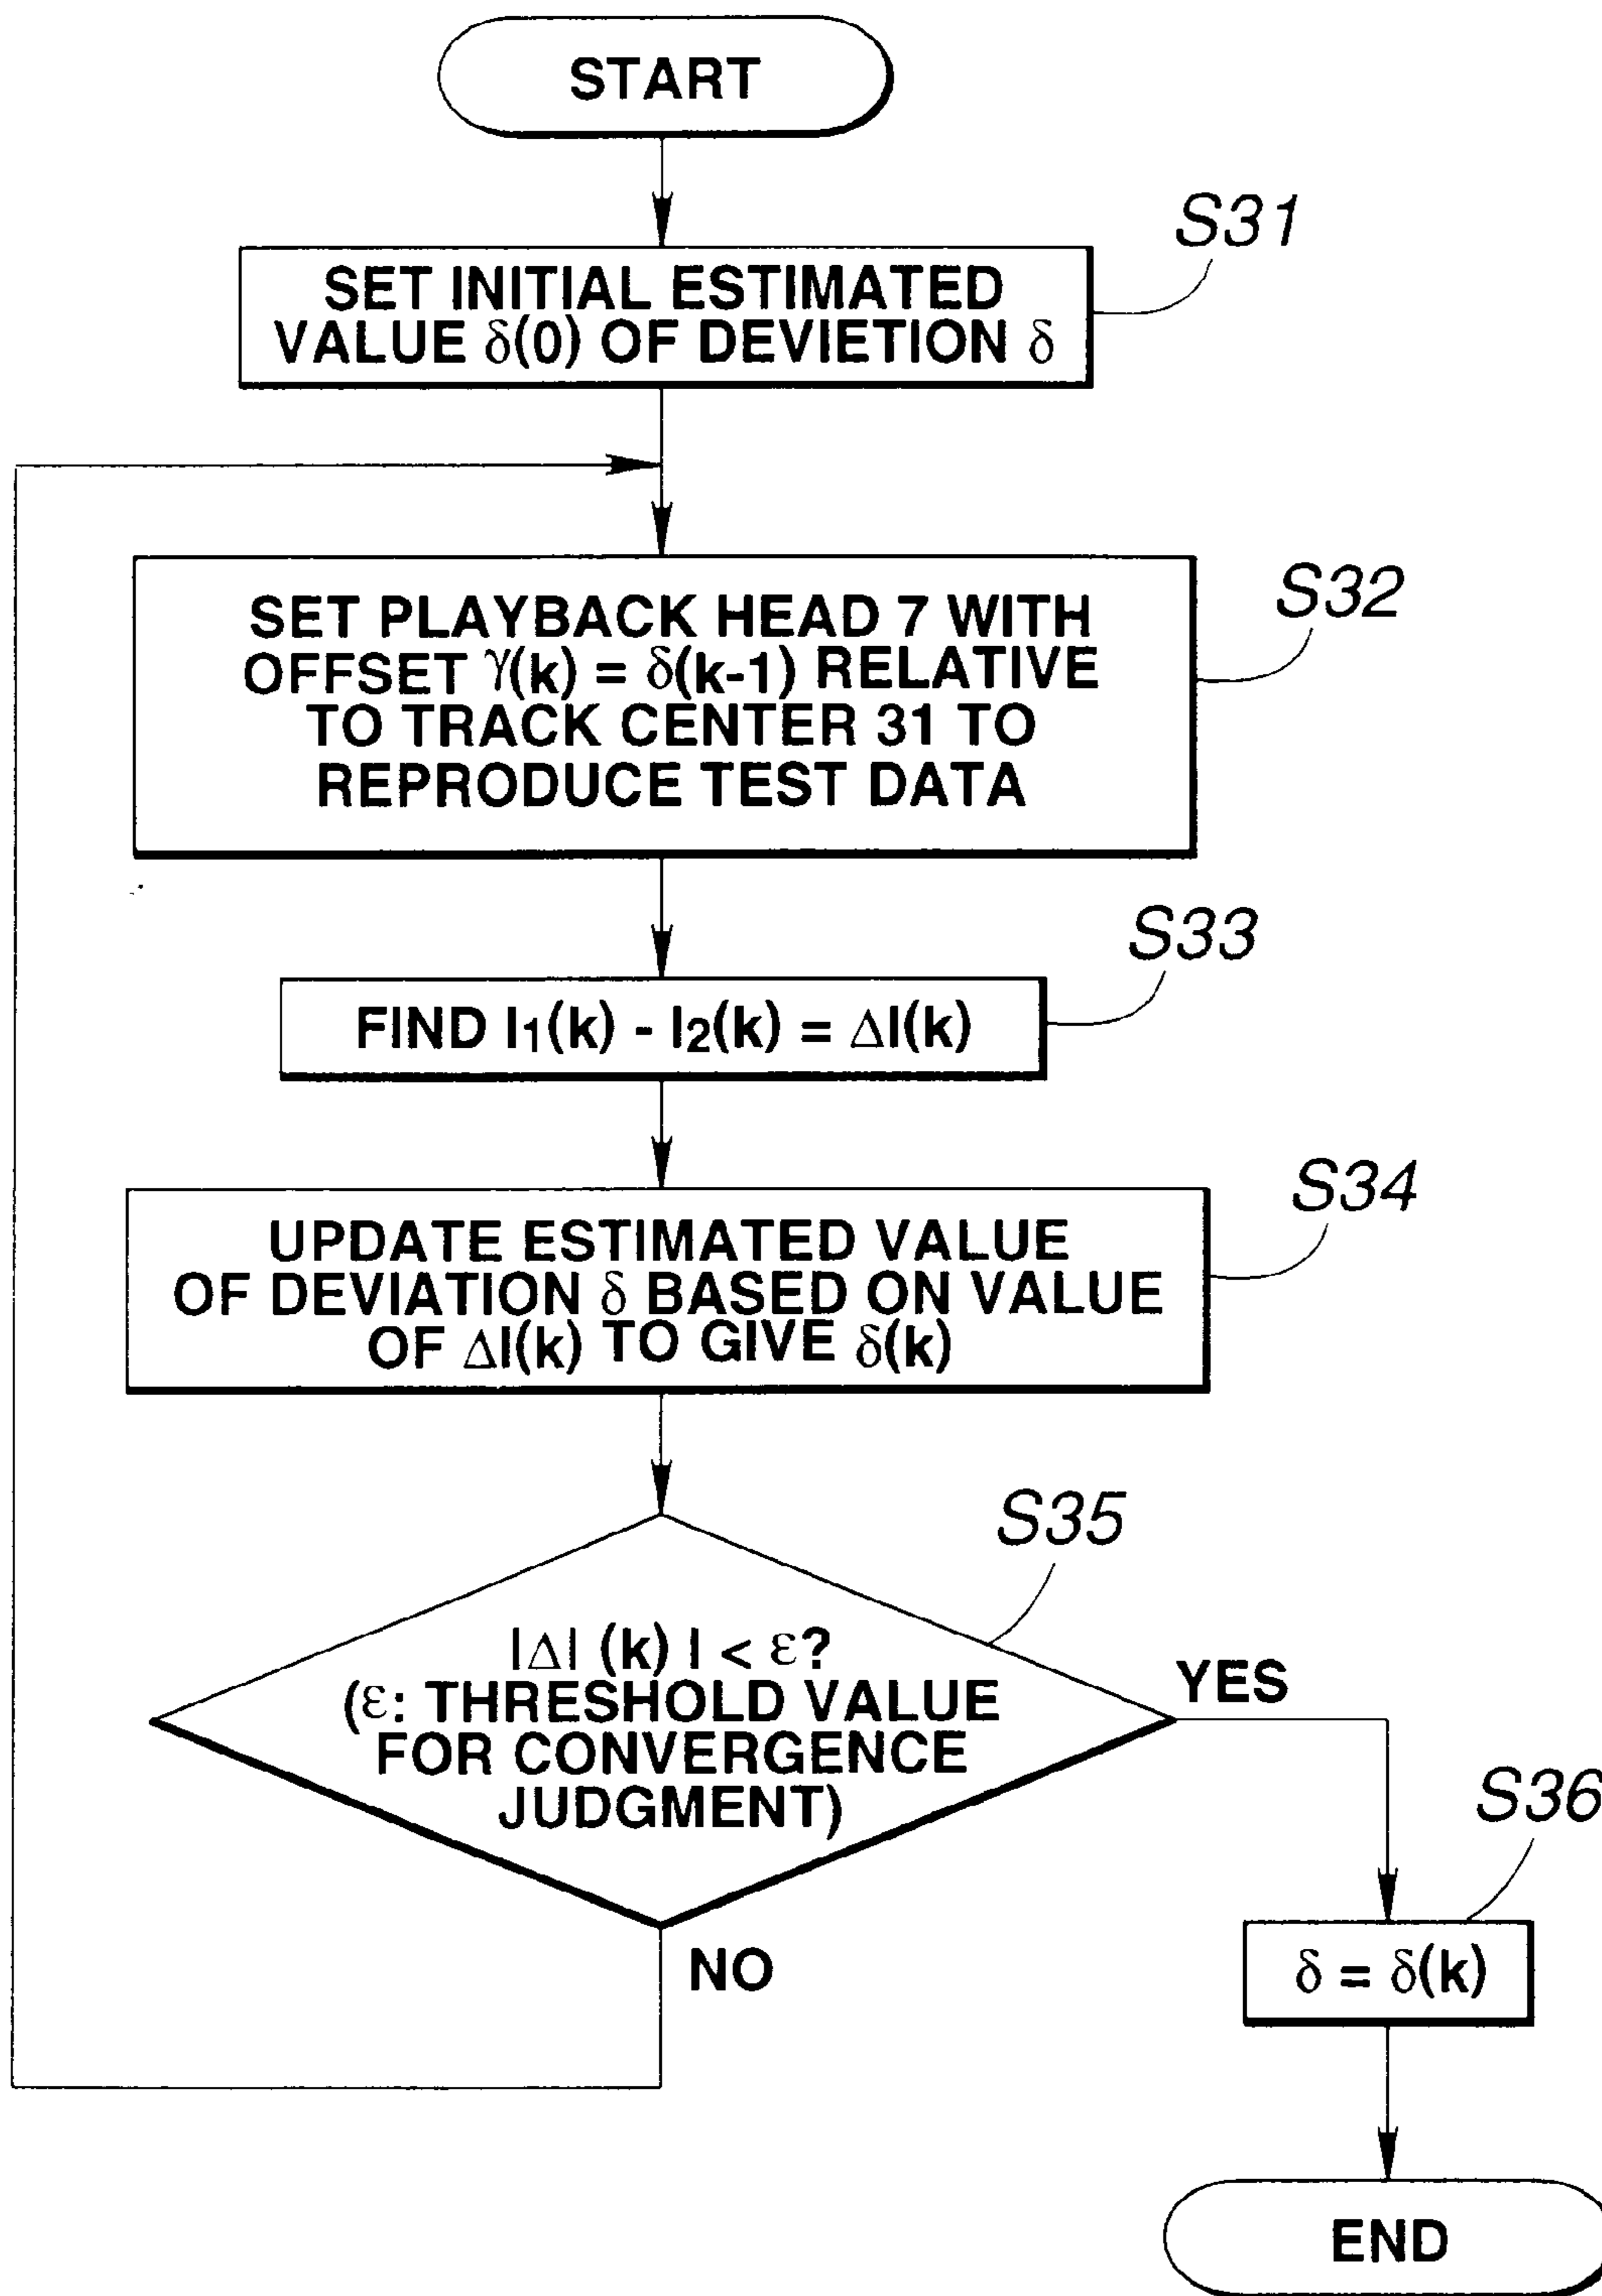 START
S31
SET INITIAL ESTIMATED
VALUE δ(0) OF DEVIETION δ
S32
SET PLAYBACK HEAD 7 WITH
OFFSET γ(k) = δ(k-1) RELATIVE
TO TRACK CENTER 31 TO
REPRODUCE TEST DATA
S33
FIND I1(k) - I2(k) = ΔI(k)
S34
UPDATE ESTIMATED VALUE
OF DEVIATION δ BASED ON VALUE
OF ΔI(k) TO GIVE δ(k)
S35
|ΔI (k) | < ε?
(ε: THRESHOLD VALUE
FOR CONVERGENCE
JUDGMENT)
YES
NO
S36
δ = δ(k)
END